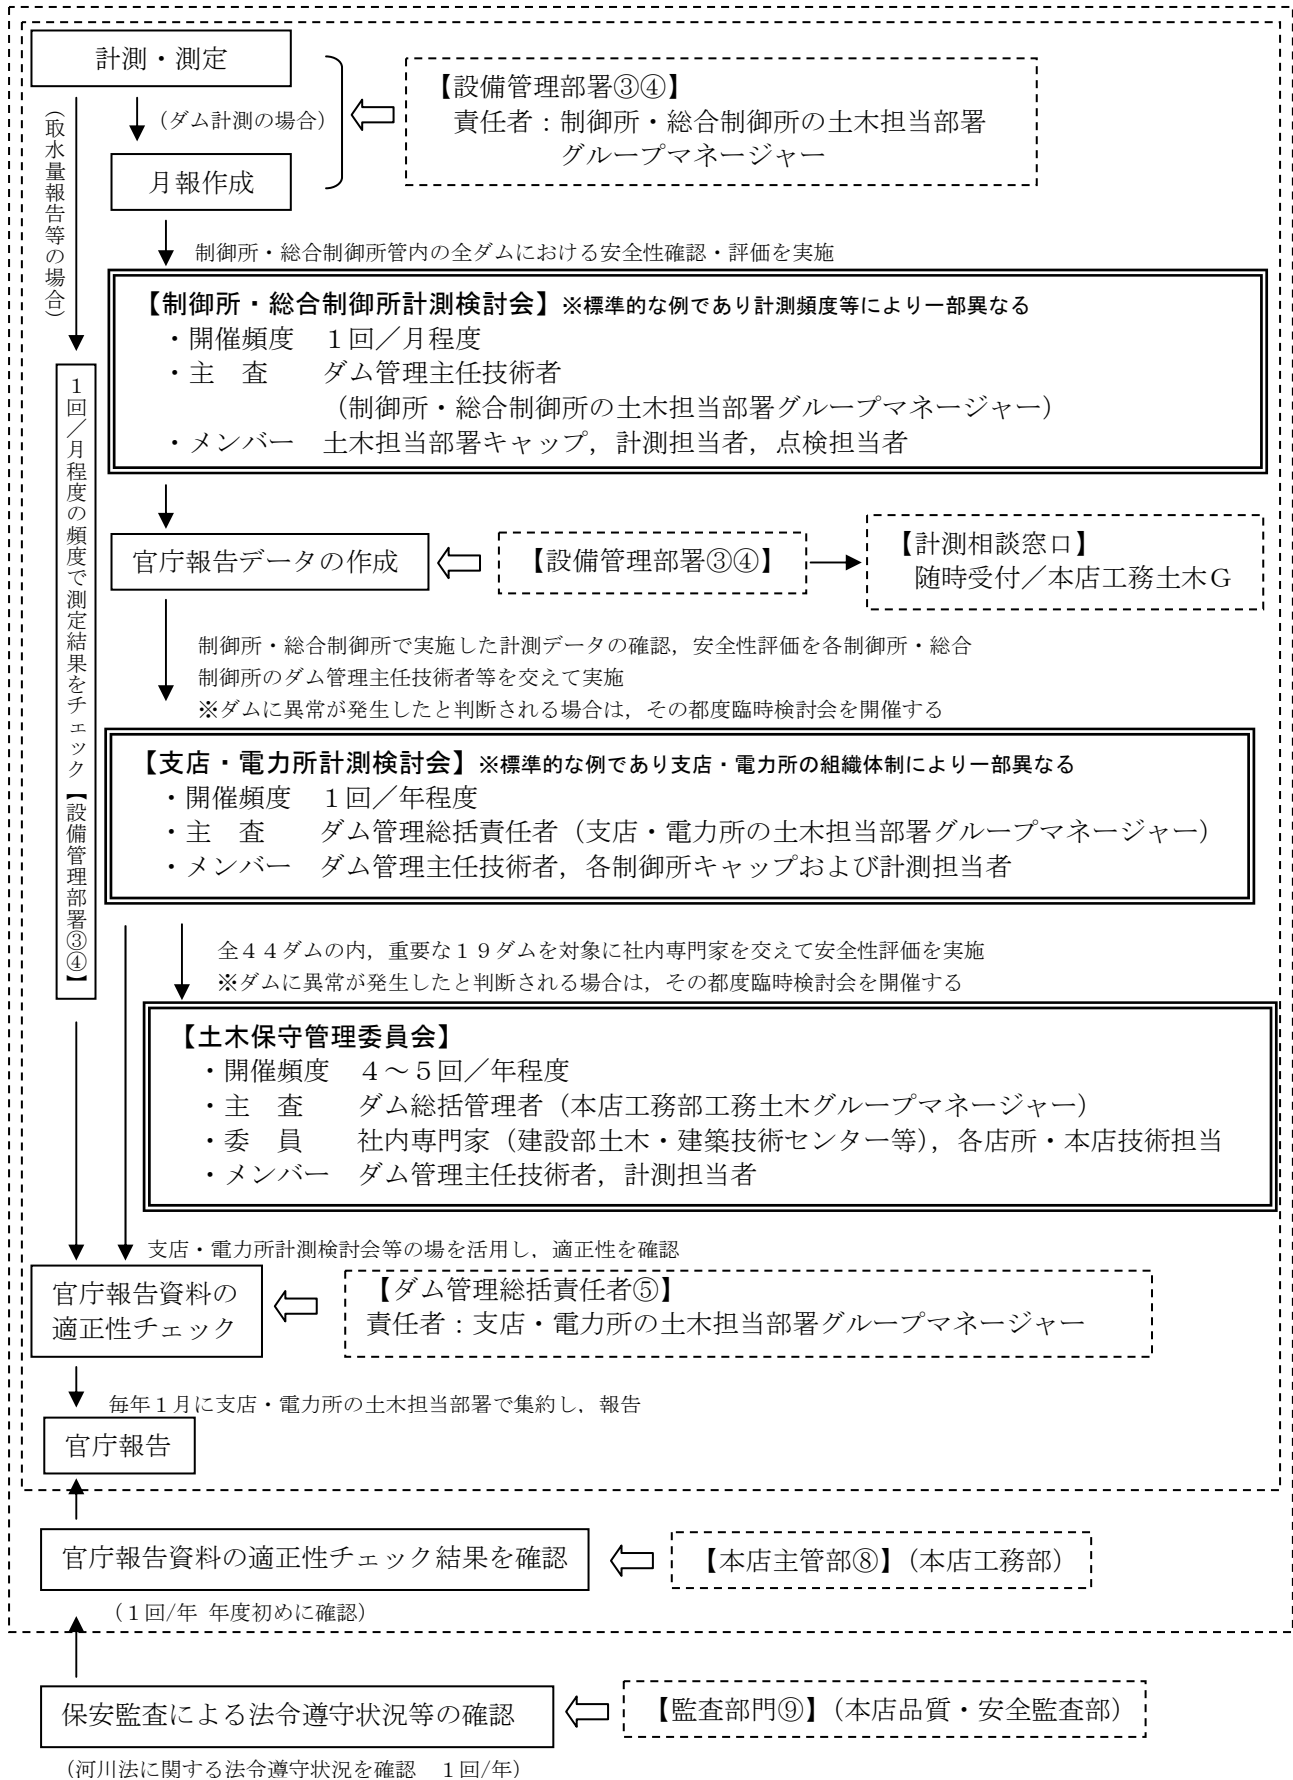 計測・測定
(ダム計測の場合)
(取水量報告等の場合)
【設備管理部署③④】
責任者：制御所・総合制御所の土木担当部署
グループマネージャー
月報作成
制御所・総合制御所管内の全ダムにおける安全性確認・評価を実施
【制御所・総合制御所計測検討会】※標準的な例であり計測頻度等により一部異なる
・開催頻度　１回／月程度
・主　査　　ダム管理主任技術者
（制御所・総合制御所の土木担当部署グループマネージャー）
・メンバー　土木担当部署キャップ，計測担当者，点検担当者
１回／月程度の頻度で測定結果をチェック【設備管理部署③④】
官庁報告データの作成
【設備管理部署③④】
【計測相談窓口】
随時受付／本店工務土木Ｇ
制御所・総合制御所で実施した計測データの確認，安全性評価を各制御所・総合
制御所のダム管理主任技術者等を交えて実施
※ダムに異常が発生したと判断される場合は，その都度臨時検討会を開催する
【支店・電力所計測検討会】※標準的な例であり支店・電力所の組織体制により一部異なる
・開催頻度　１回／年程度
・主　査　　ダム管理総括責任者（支店・電力所の土木担当部署グループマネージャー）
・メンバー　ダム管理主任技術者，各制御所キャップおよび計測担当者
全４４ダムの内，重要な１９ダムを対象に社内専門家を交えて安全性評価を実施
※ダムに異常が発生したと判断される場合は，その都度臨時検討会を開催する
【土木保守管理委員会】
・開催頻度　４～５回／年程度
・主　査　　ダム総括管理者（本店工務部工務土木グループマネージャー）
・委　員　　社内専門家（建設部土木・建築技術センター等），各店所・本店技術担当
・メンバー　ダム管理主任技術者，計測担当者
支店・電力所計測検討会等の場を活用し，適正性を確認
官庁報告資料の
適正性チェック
【ダム管理総括責任者⑤】
責任者：支店・電力所の土木担当部署グループマネージャー
毎年１月に支店・電力所の土木担当部署で集約し，報告
官庁報告
官庁報告資料の適正性チェック結果を確認
【本店主管部⑧】（本店工務部）
（１回/年 年度初めに確認）
保安監査による法令遵守状況等の確認
【監査部門⑨】（本店品質・安全監査部）
（河川法に関する法令遵守状況を確認　１回/年）